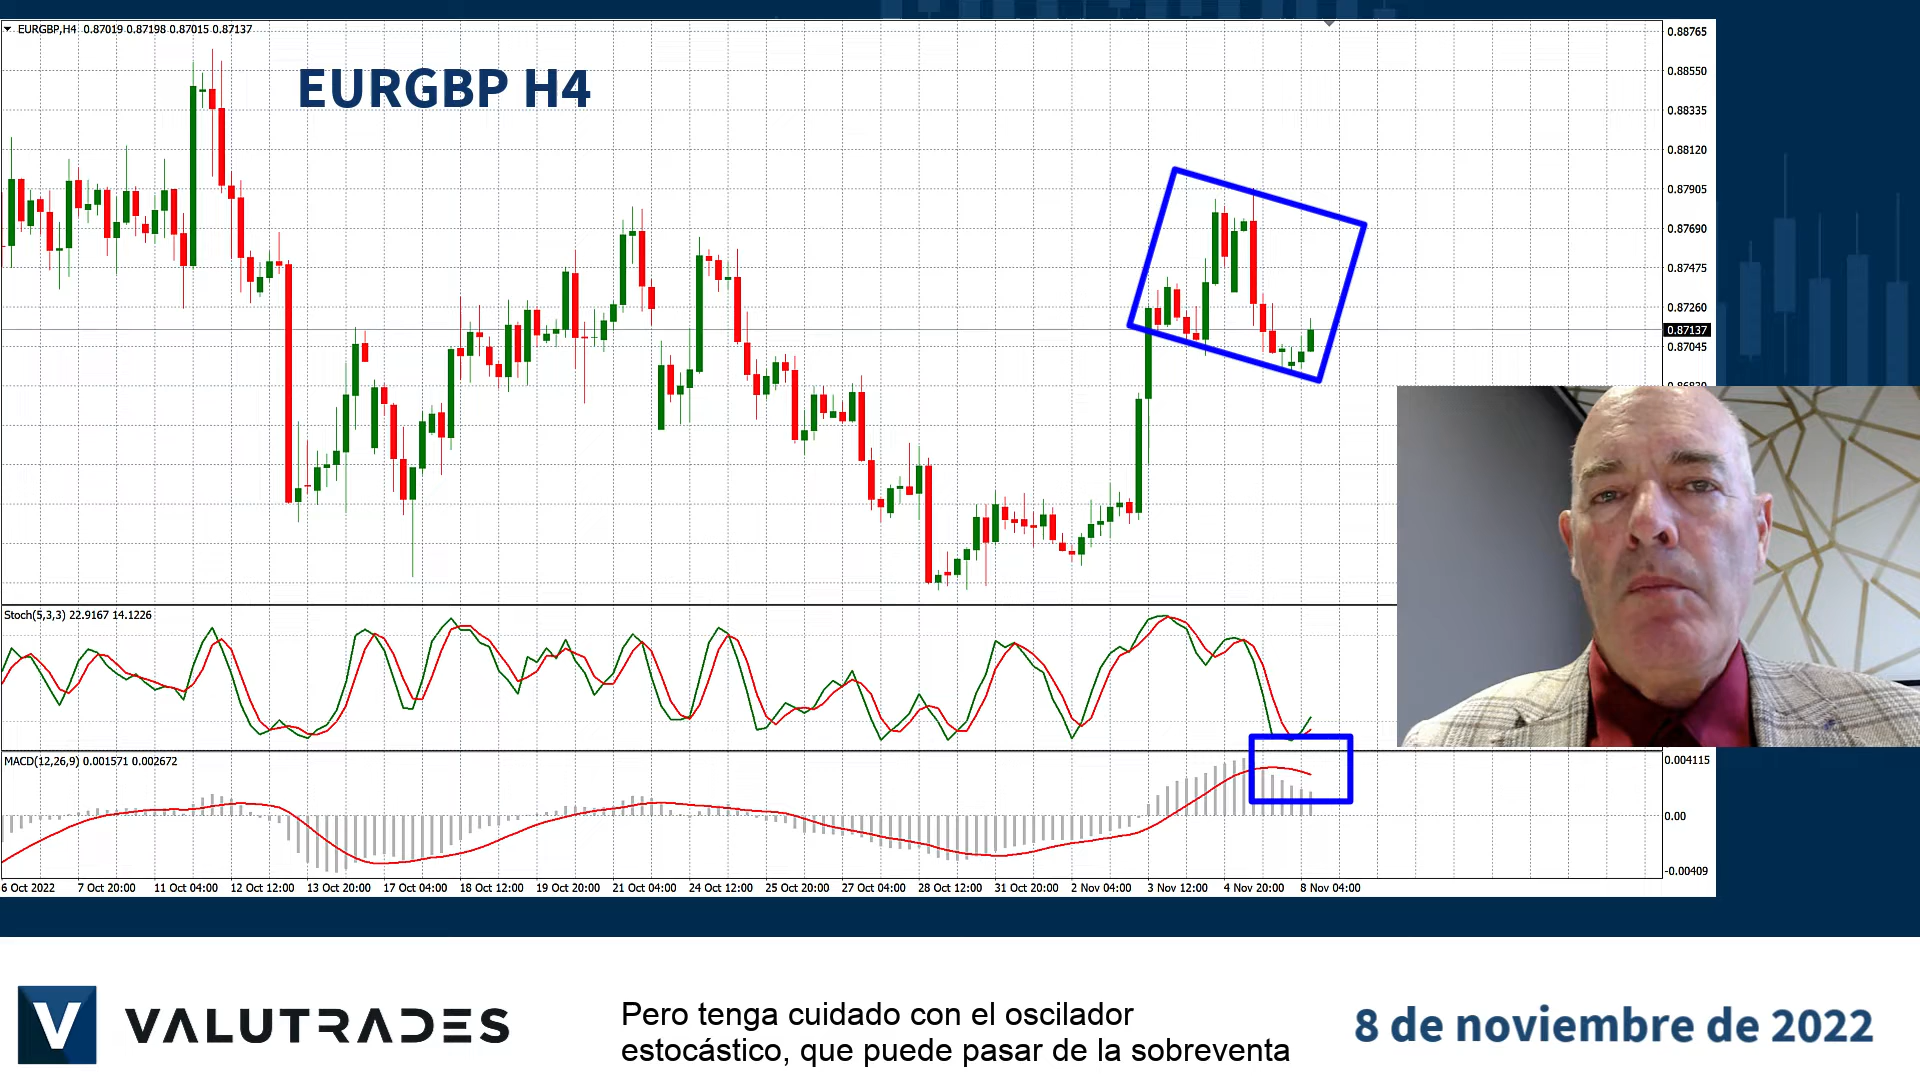 EURGBP,H4 0.87019 0.87198 0.87015 0.87137
EURGBP H4
0.88765
0.88550
0.88335
0.88120
0.87905
0.87690
0.87475
0.87260
0.87137
0.87045
Stoch(5,3,3) 22.9167 14.1226
MACD(12,26,9) 0.001571 0.002672
0.004115
0.00
-0.00409
6 Oct 2022 7 Oct 20:00 11 Oct 04:00 12 Oct 12:00 13 Oct 20:00 17 Oct 04:00 18 Oct 12:00 19 Oct 20:00 21 Oct 04:00 24 Oct 12:00 25 Oct 20:00 27 Oct 04:00 28 Oct 12:00 31 Oct 20:00 2 Nov 04:00 3 Nov 12:00 4 Nov 20:00 8 Nov 04:00
VALUTRADES
Pero tenga cuidado con el oscilador
estocástico, que puede pasar de la sobreventa
8 de noviembre de 2022